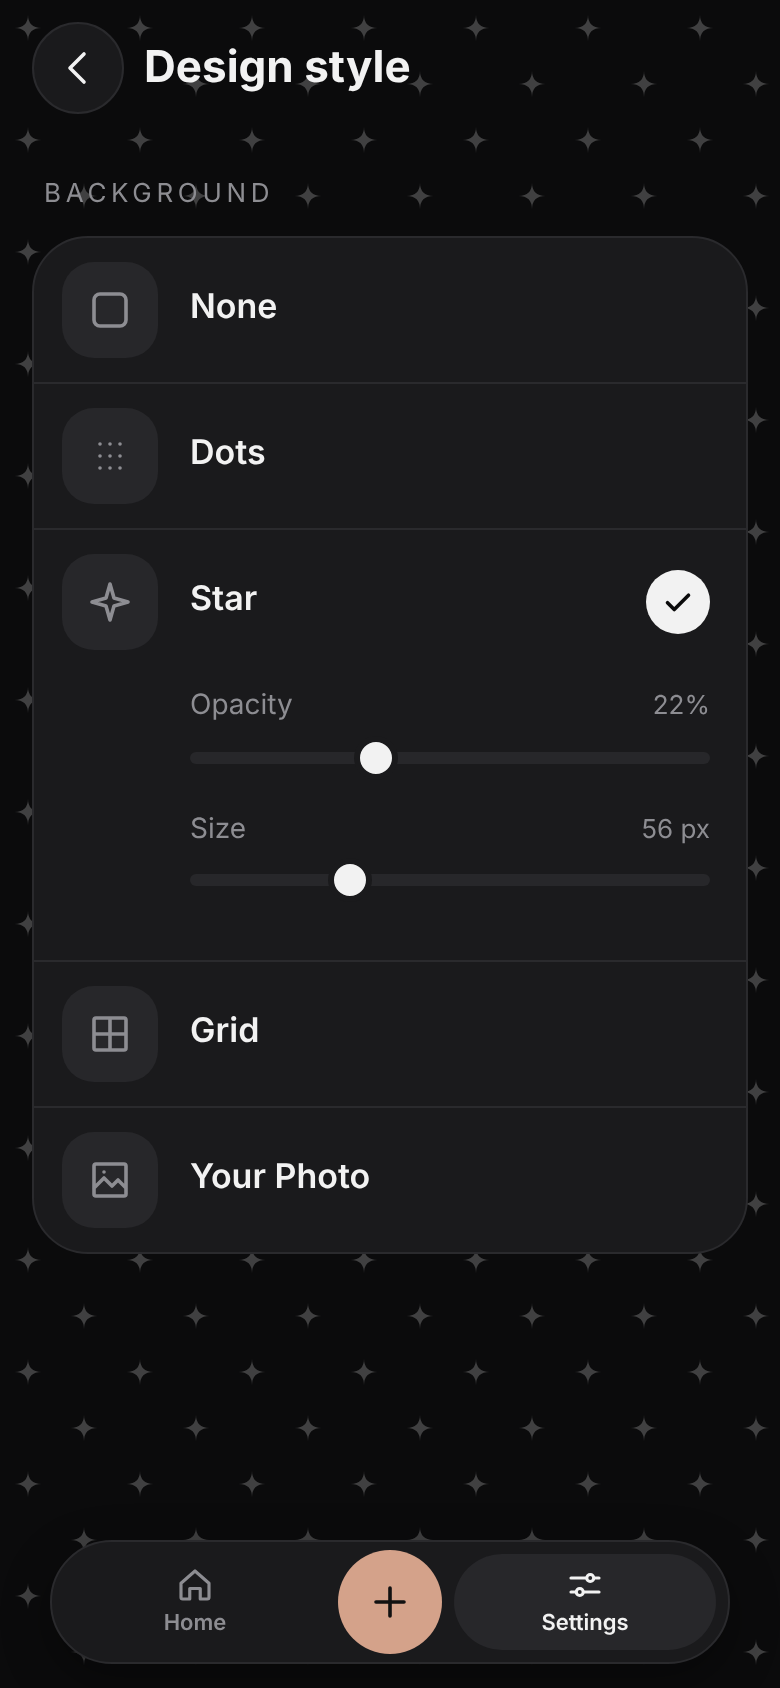 Design style
BACKGROUND
None
Dots
Star
Opacity 22%
Size 56 px
Grid
Your Photo
Home Settings